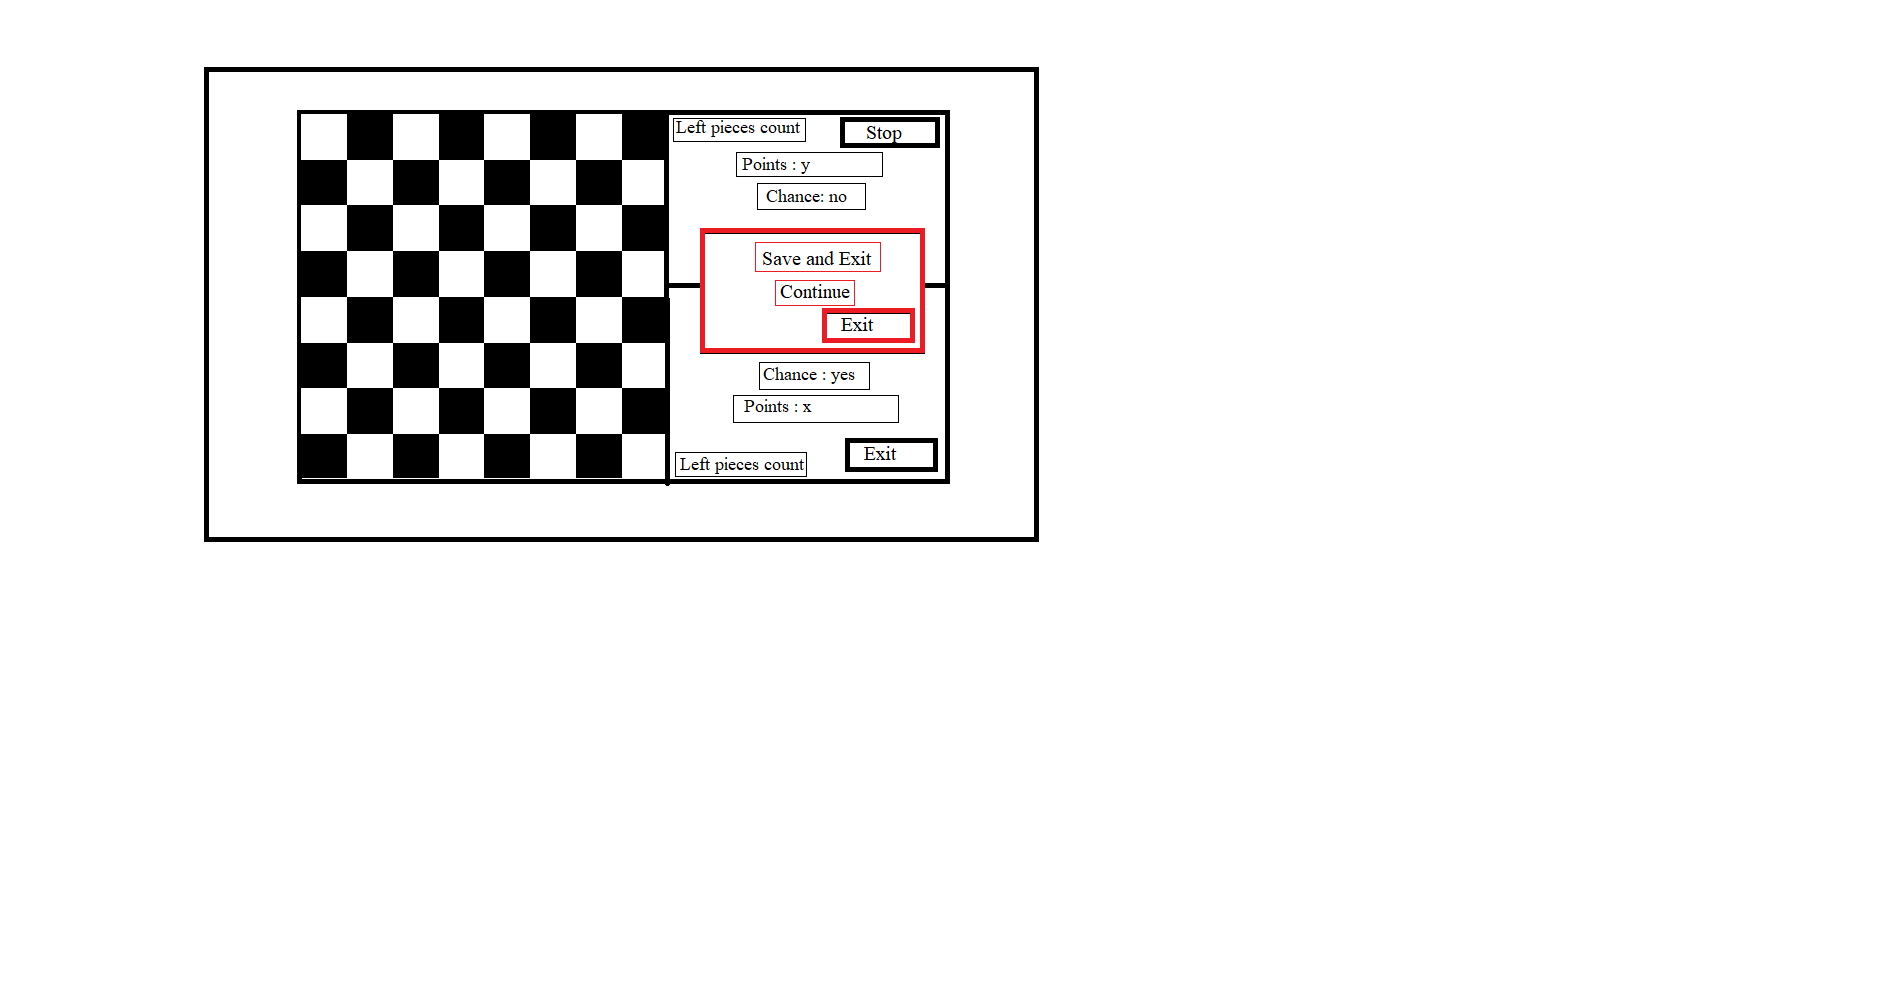 Left pieces count
Stop
Points : y
Chance: no
Save and Exit
Continue
Exit
Chance : yes
Points : x
Exit
Left pieces count